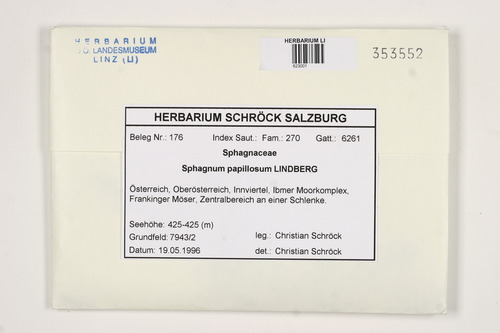 HERBARIUM
O.Ö. LANDESMUSEUM
LINZ (LI)
HERBARIUM LI
623001
353552
HERBARIUM SCHRÖCK SALZBURG
Beleg Nr.: 176 Index Saut.: Fam.: 270 Gatt.: 6261
Sphagnaceae
Sphagnum papillosum LINDBERG
Österreich, Oberösterreich, Innviertel, Ibmer Moorkomplex,
Frankinger Möser, Zentralbereich an einer Schlenke.
Seehöhe: 425-425 (m)
Grundfeld: 7943/2 leg.: Christian Schröck
Datum: 19.05.1996 det.: Christian Schröck